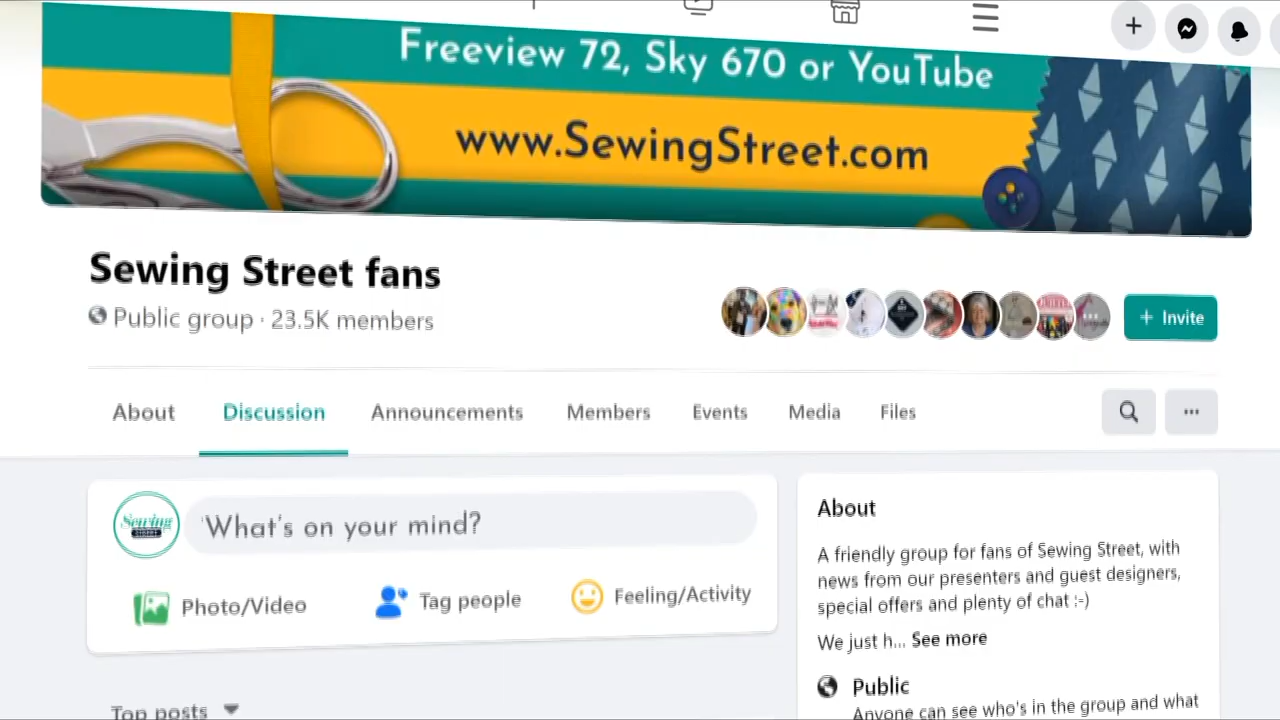 Freeview 72, Sky 670 or YouTube
www.SewingStreet.com
Sewing Street fans
Public group · 23.5K members
+ Invite
About
Discussion
Announcements
Members
Events
Media
Files
Sewing
STREET
What's on your mind?
Photo/Video
Tag people
Feeling/Activity
About
A friendly group for fans of Sewing Street, with
news from our presenters and guest designers,
special offers and plenty of chat :-)
We just h... See more
Public
Anyone can see who's in the group and what
Top posts